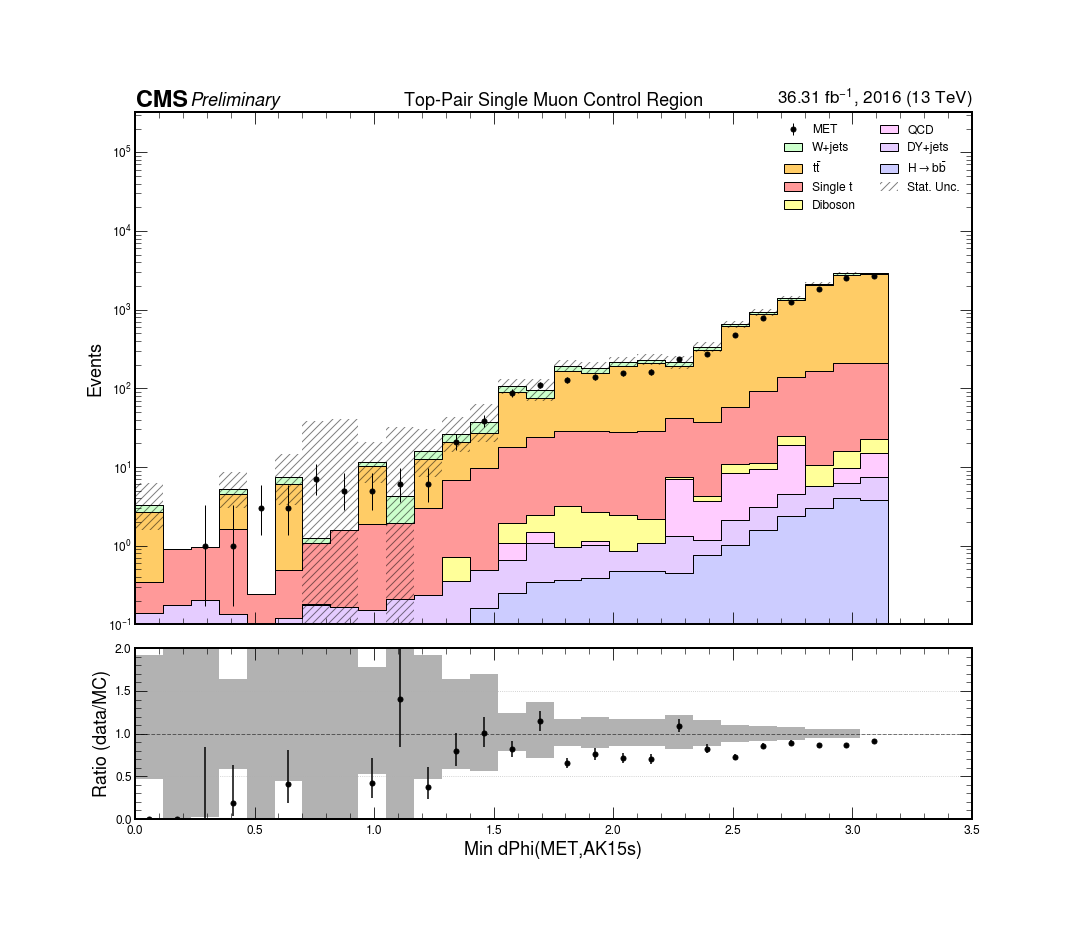 CMS Preliminary Top-Pair Single Muon Control Region 36.31 fb⁻¹, 2016 (13 TeV)
MET QCD
W+jets DY+jets
tt̄ H→bb̄
Single t Stat. Unc.
Diboson
10⁵
10⁴
10³
10²
10¹
10⁰
10⁻¹
Events
2.0
1.5
1.0
0.5
0.0
Ratio (data/MC)
0.0 0.5 1.0 1.5 2.0 2.5 3.0 3.5
Min dPhi(MET,AK15s)